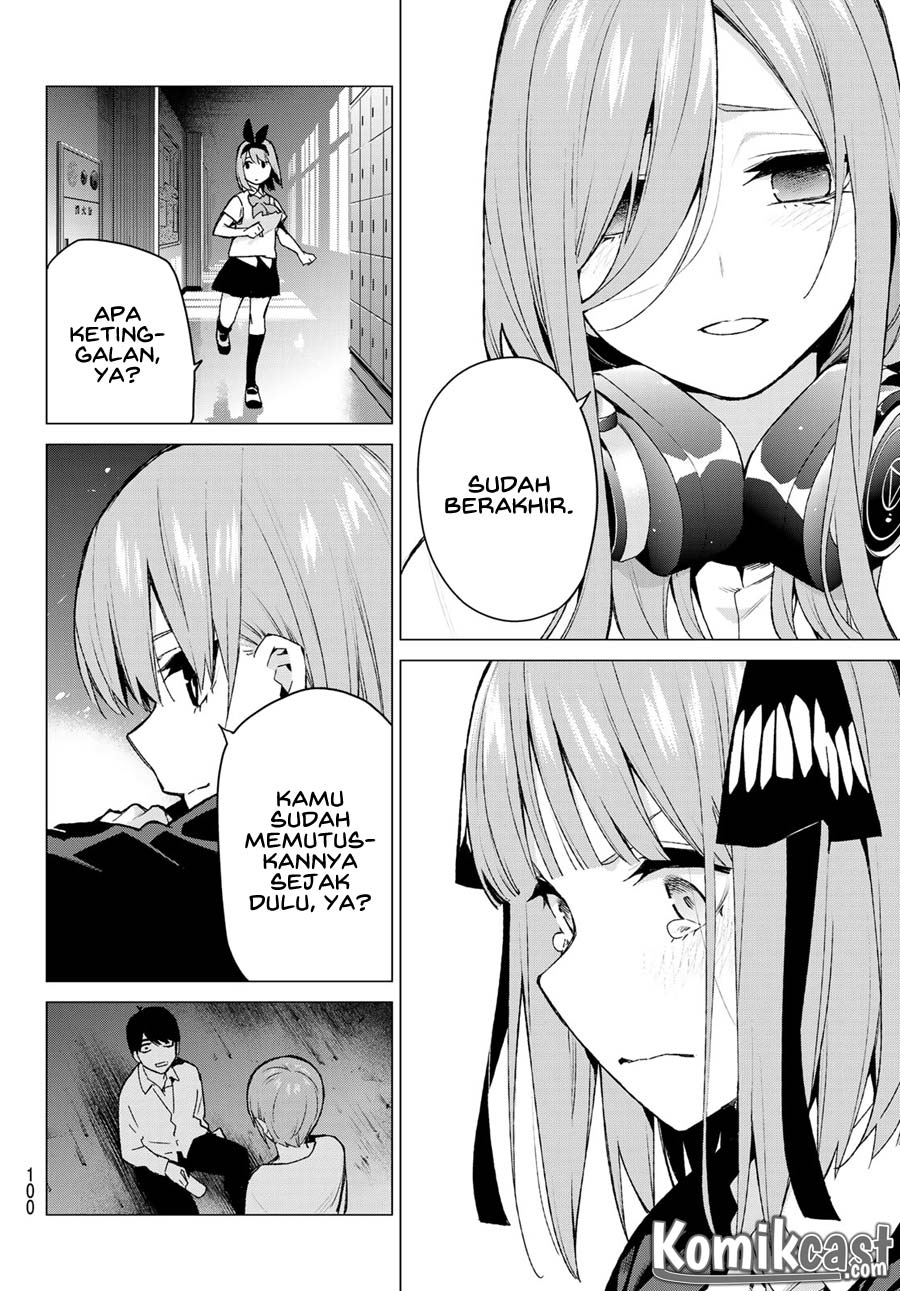 SUDAH
BERAKHIR.
APA
KETING-
GALAN,
YA?
KAMU
SUDAH
MEMUTUS-
KANNYA
SEJAK
DULU, YA?
100
Komikcast
.com